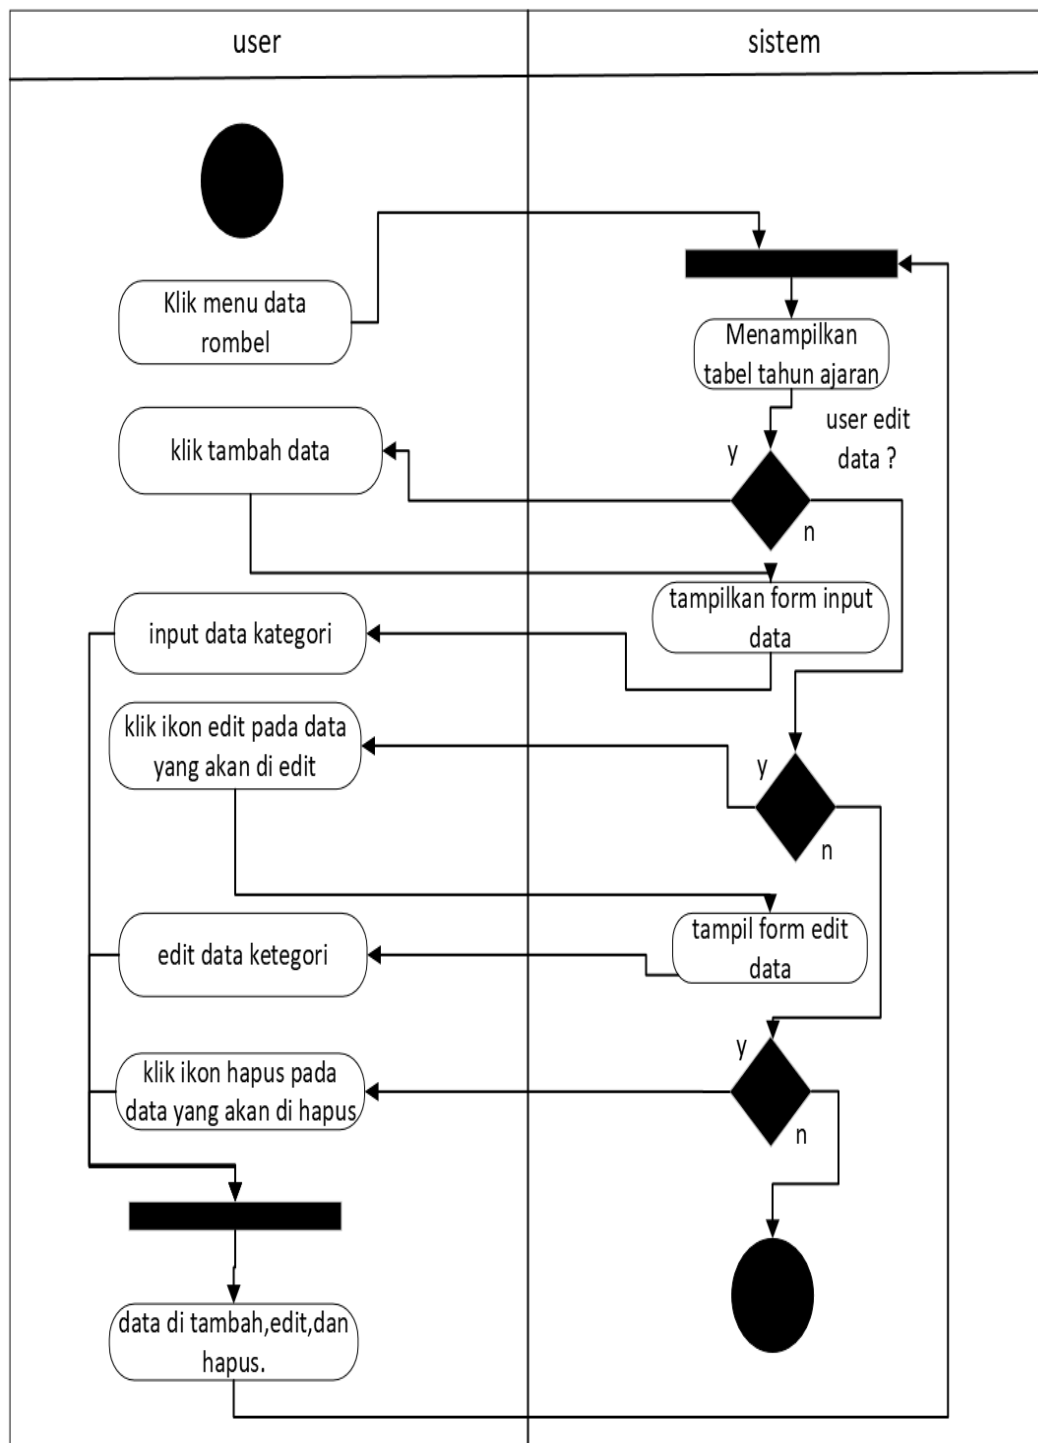 user
sistem
Klik menu data
rombel
Menampilkan
tabel tahun ajaran
user edit
data ?
klik tambah data
y
n
tampilkan form input
data
input data kategori
klik ikon edit pada data
yang akan di edit
y
n
tampil form edit
data
edit data ketegori
y
klik ikon hapus pada
data yang akan di hapus
n
data di tambah,edit,dan
hapus.